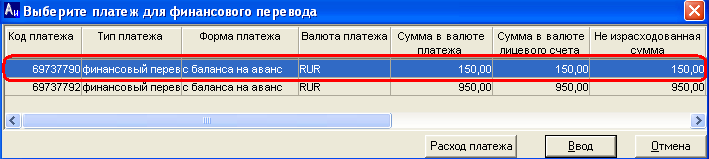 Аи Выберите платеж для финансового перевода
Код платежа Тип платежа Форма платежа Валюта платежа Сумма в валюте платежа Сумма в валюте лицевого счета Не израсходованная сумма
69737790 финансовый перев с баланса на аванс RUR 150,00 150,00 150,00
69737792 финансовый перев с баланса на аванс RUR 950,00 950,00 950,00
Расход платежа Ввод Отмена